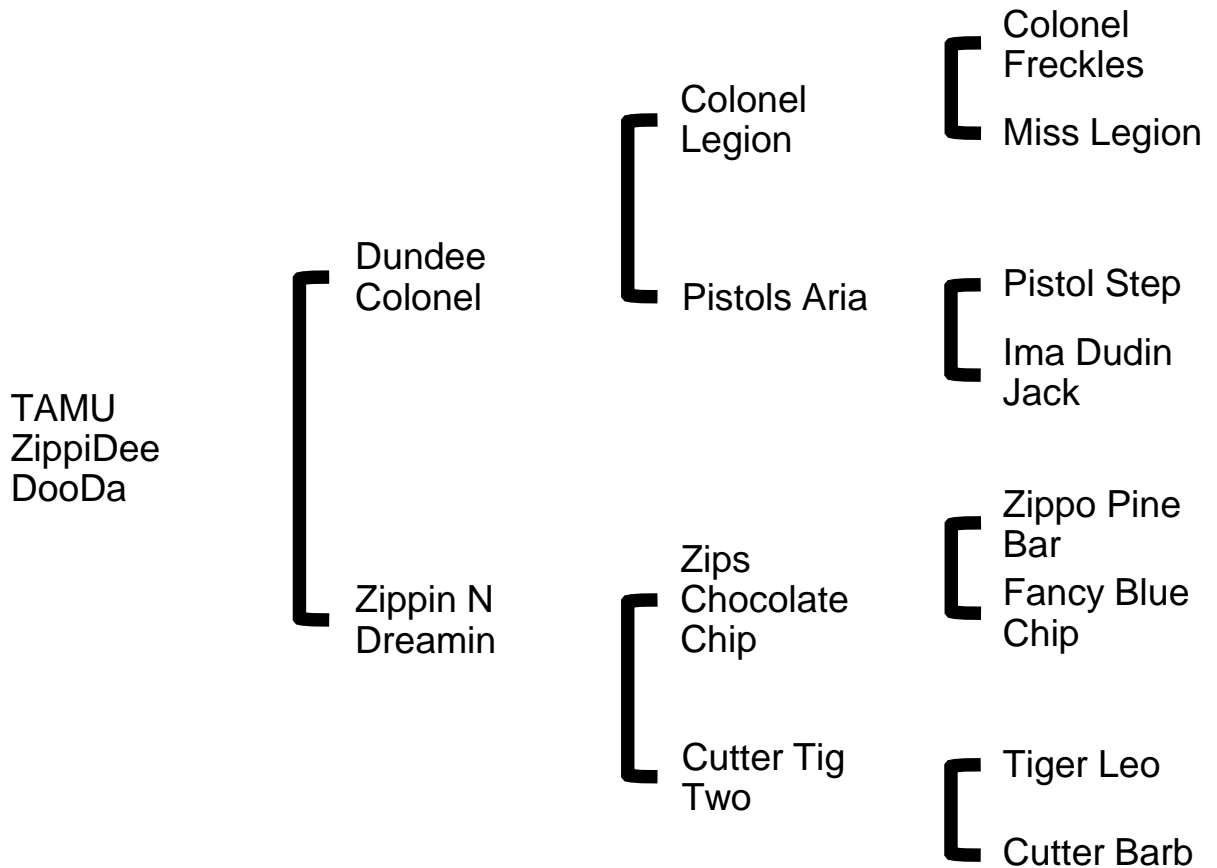 Colonel
Freckles
Colonel
Legion
Miss Legion
Dundee
Colonel
Pistols Aria
Pistol Step
Ima Dudin
Jack
TAMU
ZippiDee
DooDa
Zippo Pine
Bar
Zips
Chocolate
Chip
Fancy Blue
Chip
Zippin N
Dreamin
Cutter Tig
Two
Tiger Leo
Cutter Barb